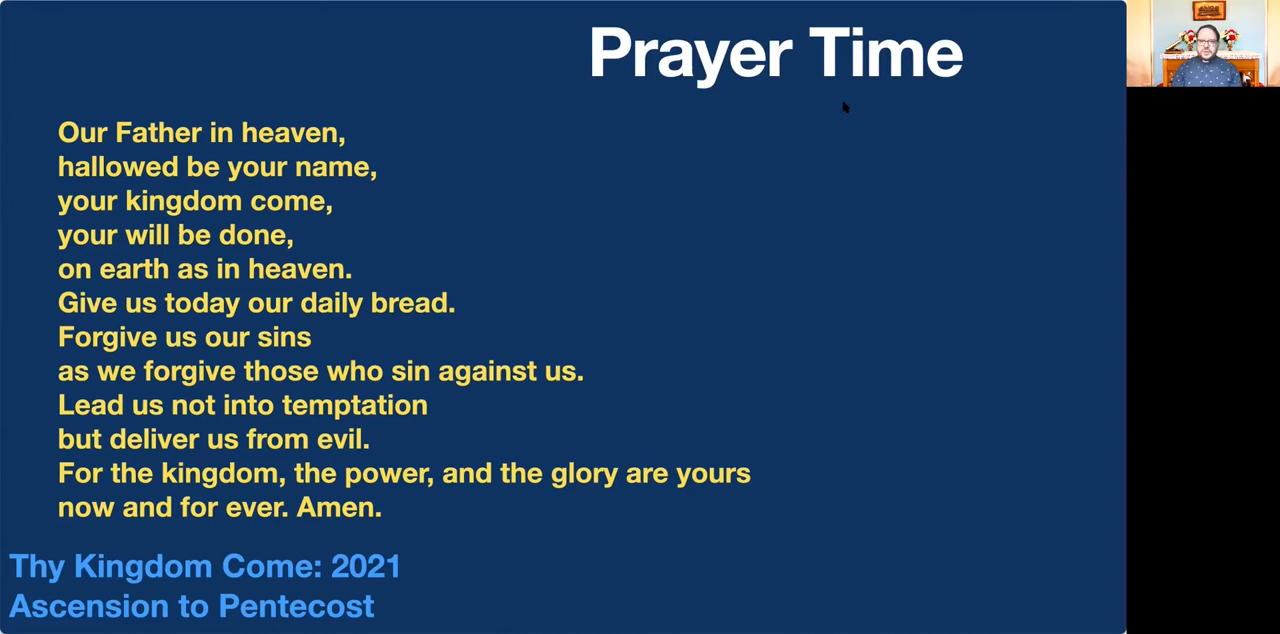 Prayer Time
Our Father in heaven,
hallowed be your name,
your kingdom come,
your will be done,
on earth as in heaven.
Give us today our daily bread.
Forgive us our sins
as we forgive those who sin against us.
Lead us not into temptation
but deliver us from evil.
For the kingdom, the power, and the glory are yours
now and for ever. Amen.
Thy Kingdom Come: 2021
Ascension to Pentecost